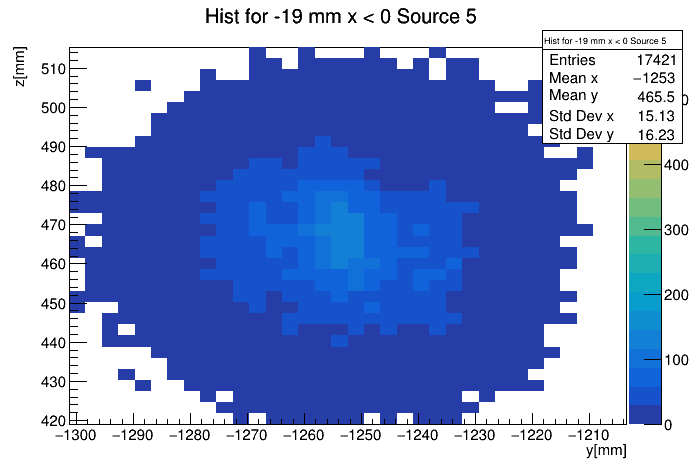 Hist for -19 mm x < 0 Source 5
Hist for -19 mm x < 0 Source 5
Entries 17421
Mean x −1253
Mean y 465.5
Std Dev x 15.13
Std Dev y 16.23
z[mm]
510
500
490
480
470
460
450
440
430
420
−1300 −1290 −1280 −1270 −1260 −1250 −1240 −1230 −1220 −1210
y[mm]
0
400
300
200
100
0